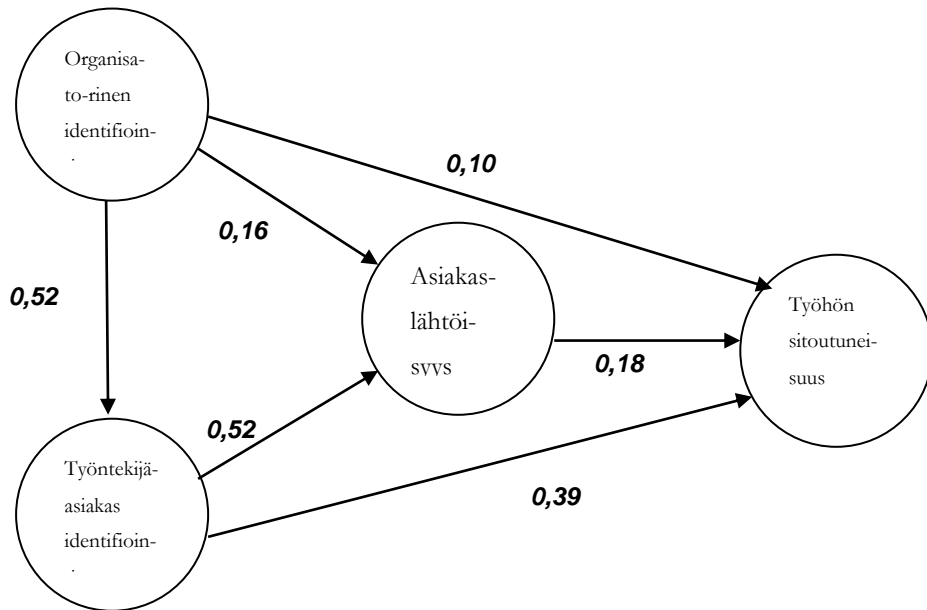 Organisa-
to-rinen
identifioin-
0,10
0,16
Asiakas-
lähtöi-
syys
0,52
Työhön
sitoutunei-
suus
0,18
0,52
Työntekijä-
asiakas
identifioin-
0,39